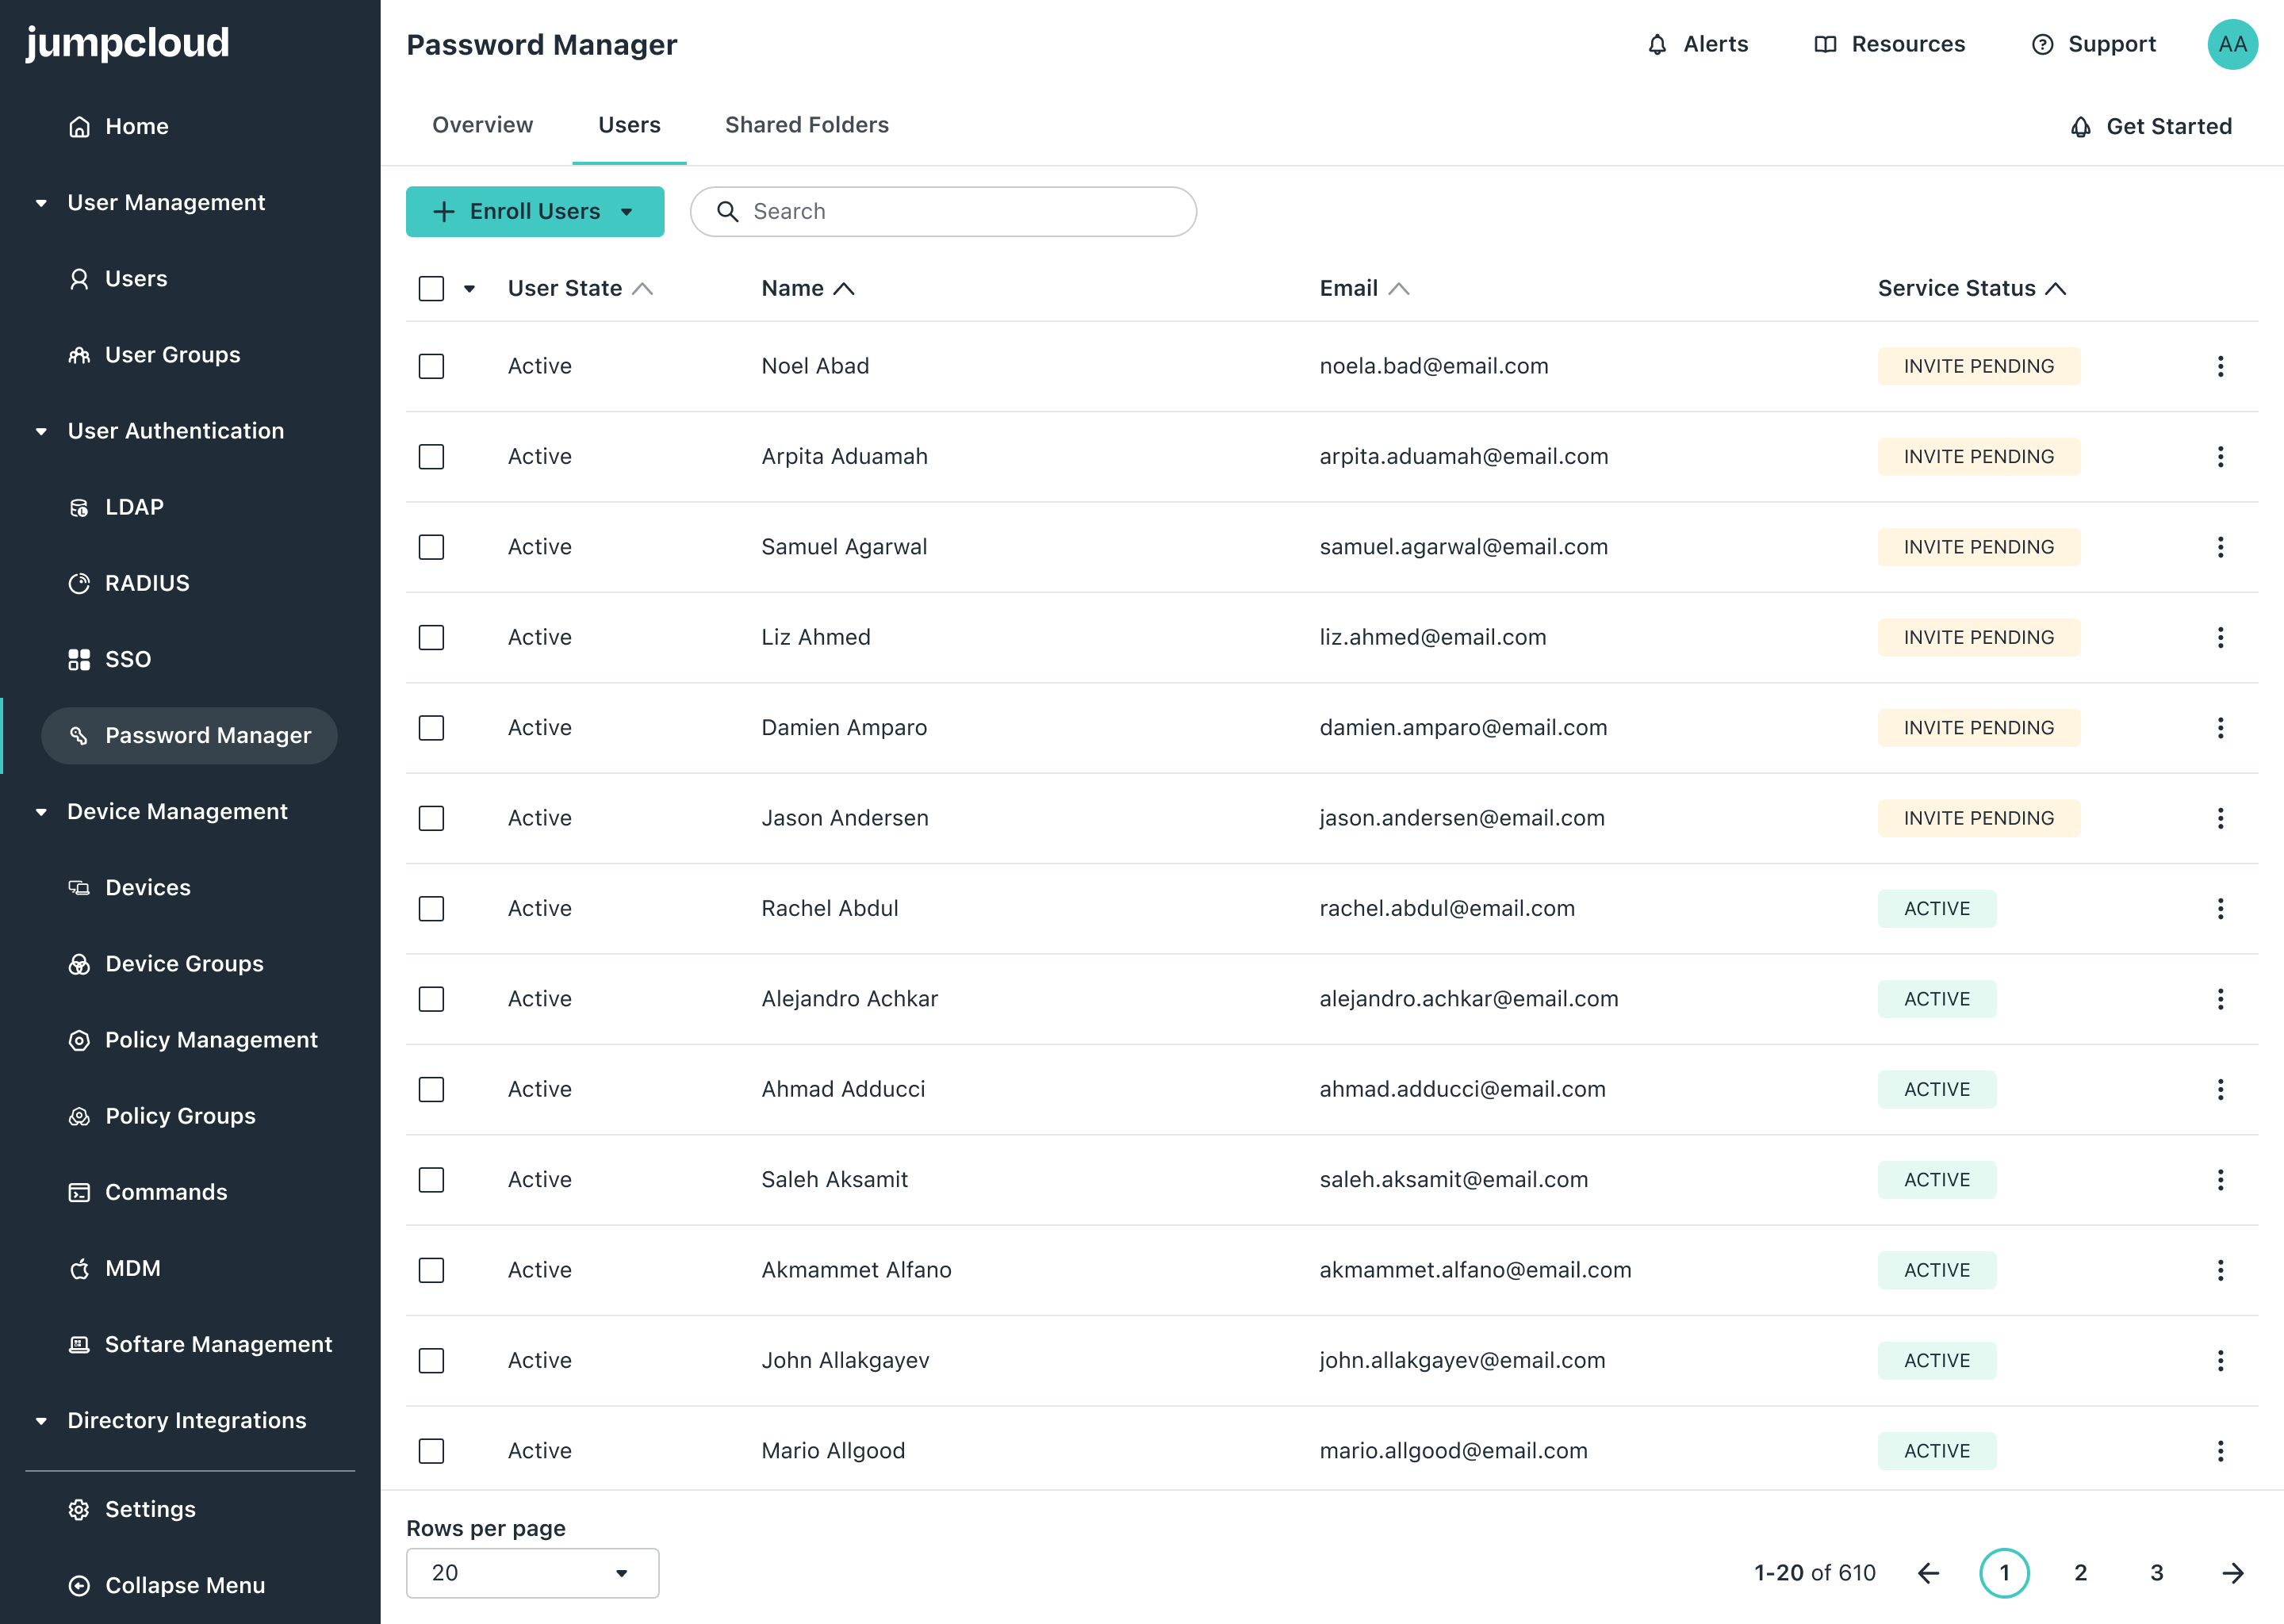 jumpcloud
Home
User Management
Users
User Groups
User Authentication
LDAP
RADIUS
SSO
Password Manager
Device Management
Devices
Device Groups
Policy Management
Policy Groups
Commands
MDM
Softare Management
Directory Integrations
Settings
Collapse Menu
Password Manager
Alerts
Resources
Support
AA
Overview
Users
Shared Folders
Get Started
Enroll Users
Search
User State Name Email Service Status
Active Noel Abad noela.bad@email.com INVITE PENDING
Active Arpita Aduamah arpita.aduamah@email.com INVITE PENDING
Active Samuel Agarwal samuel.agarwal@email.com INVITE PENDING
Active Liz Ahmed liz.ahmed@email.com INVITE PENDING
Active Damien Amparo damien.amparo@email.com INVITE PENDING
Active Jason Andersen jason.andersen@email.com INVITE PENDING
Active Rachel Abdul rachel.abdul@email.com ACTIVE
Active Alejandro Achkar alejandro.achkar@email.com ACTIVE
Active Ahmad Adducci ahmad.adducci@email.com ACTIVE
Active Saleh Aksamit saleh.aksamit@email.com ACTIVE
Active Akmammet Alfano akmammet.alfano@email.com ACTIVE
Active John Allakgayev john.allakgayev@email.com ACTIVE
Active Mario Allgood mario.allgood@email.com ACTIVE
Rows per page
20
1-20 of 610
1 2 3